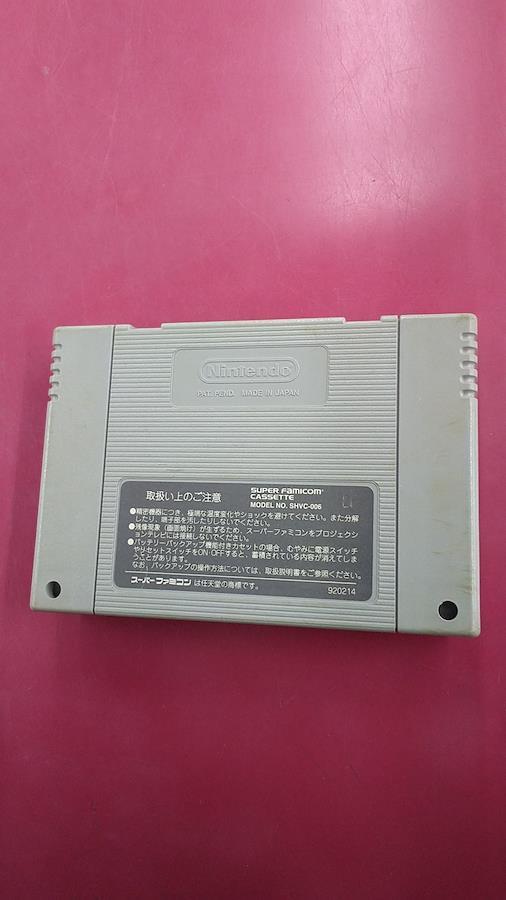 Nintendo
PAT. PEND. MADE IN JAPAN
取扱い上のご注意
SUPER FAMICOM
CASSETTE
MODEL NO. SHVC-006
●精密機器につき、極端な温度変化やショックを避けてください。また分解
したり、端子部を汚したりしないでください。
●残像現象（画面焼け）が生ずるため、スーパーファミコンをプロジェクシ
ョンテレビには接続しないでください。
●バッテリーバックアップ機能付きカセットの場合、むやみに電源スイッチ
やリセットスイッチをON・OFFすると、蓄積されている内容が消えてしま
うことがあります。
なお、バックアップの操作方法については、取扱説明書をご参照ください。
スーパーファミコン は任天堂の商標です。
920214